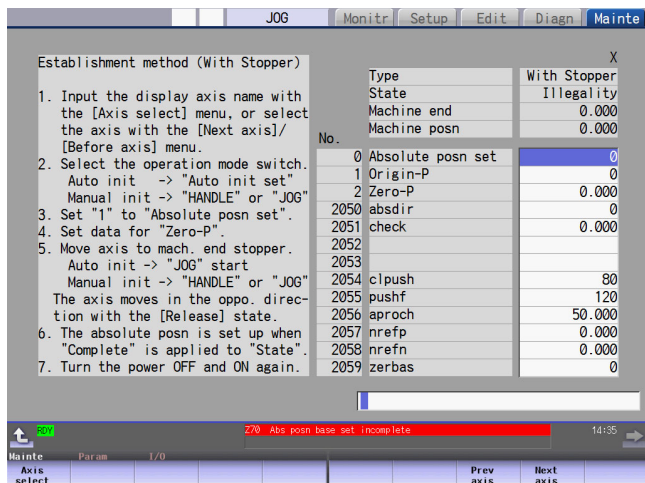 JOG Monitr Setup Edit Diagn Mainte
Establishment method (With Stopper)
1. Input the display axis name with
the [Axis select] menu, or select
the axis with the [Next axis]/
[Before axis] menu.
2. Select the operation mode switch.
Auto init -> "Auto init set"
Manual init -> "HANDLE" or "JOG"
3. Set "1" to "Absolute posn set".
4. Set data for "Zero-P".
5. Move axis to mach. end stopper.
Auto init -> "JOG" start
Manual init -> "HANDLE" or "JOG"
The axis moves in the oppo. direc-
tion with the [Release] state.
6. The absolute posn is set up when
"Complete" is applied to "State".
7. Turn the power OFF and ON again.
X
Type With Stopper
State Illegality
Machine end 0.000
Machine posn 0.000
No.
0 Absolute posn set 0
1 Origin-P 0
2 Zero-P 0.000
2050 absdir 0
2051 check 0.000
2052
2053
2054 clpush 80
2055 pushf 120
2056 aproch 50.000
2057 nrefp 0.000
2058 nrefn 0.000
2059 zerbas 0
RDY Z70 Abs posn base set incomplete 14:35
Mainte Param I/O
Axis select Prev axis Next axis